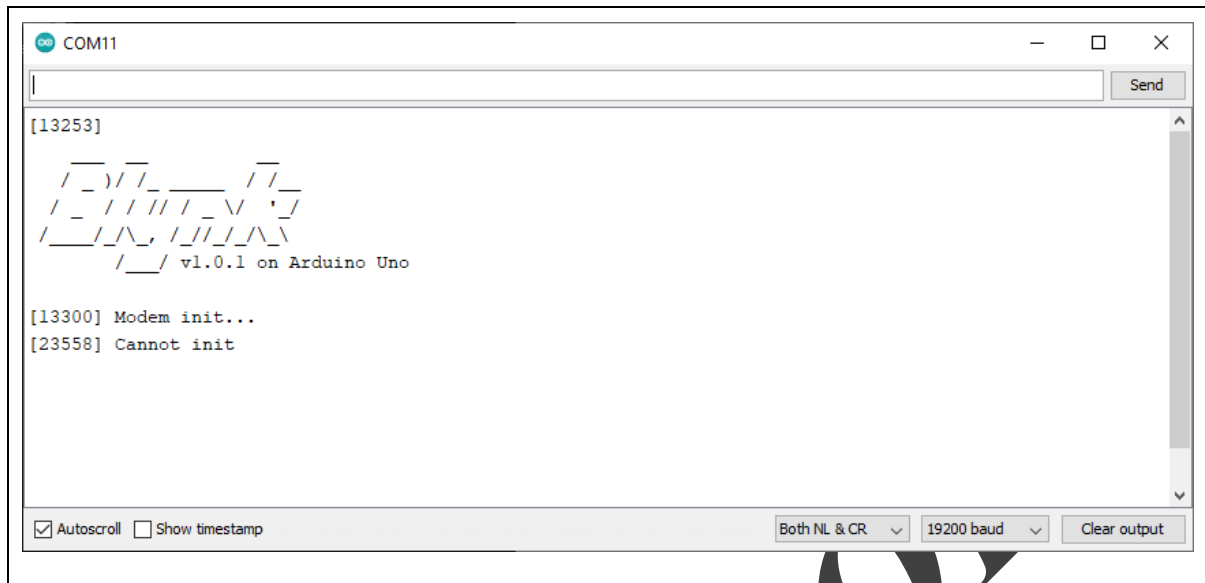 COM11
Send
[13253]
    ___  __          __
   / _ )/ /_ _____  / /__
  / _  / / // / _ \/  '_/
 /____/_/\_, /_//_/_/\_\
        /___/ v1.0.1 on Arduino Uno
[13300] Modem init...
[23558] Cannot init
Autoscroll Show timestamp Both NL & CR 19200 baud Clear output